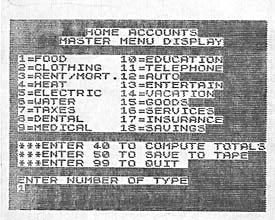 HOME ACCOUNTS
MASTER MENU DISPLAY
1=FOOD 10=EDUCATION
2=CLOTHING 11=TELEPHONE
3=RENT/MORT. 12=AUTO
4=HEAT 13=ENTERTAIN
5=ELECTRIC 14=VACATION
6=WATER 15=GOODS
7=TAXES 16=SERVICES
8=DENTAL 17=INSURANCE
9=MEDICAL 18=SAVINGS
***ENTER 40 TO COMPUTE TOTALS
***ENTER 50 TO SAVE TO TAPE
***ENTER 99 TO QUIT
ENTER NUMBER OF TYPE
1